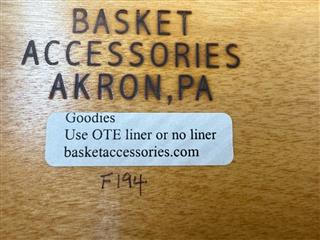 BASKET
ACCESSORIES
AKRON,PA
Goodies
Use OTE liner or no liner
basketaccessories.com
F194